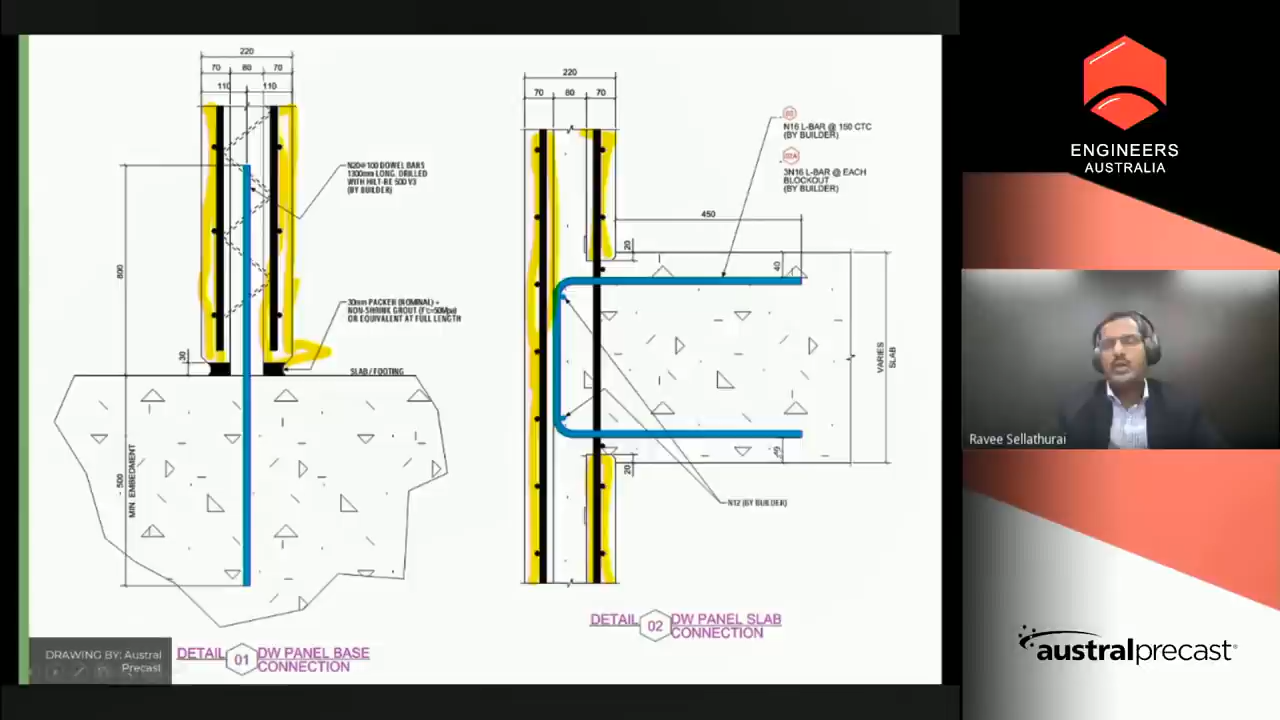 220
70 80 70
110 110
N20@100 DOWEL BARS
1300mm LONG. DRILLED
WITH HILT-RE 500 V3
(BY BUILDER)
800
30mm PACKER (NOMINAL) +
NON-SHRINK GROUT (f'c=50Mpa)
OR EQUIVALENT AT FULL LENGTH
30
SLAB / FOOTING
500
MIN EMBEDMENT
DRAWING BY: Austral
Precast
DETAIL 01 DW PANEL BASE
CONNECTION
220
70 80 70
03
N16 L-BAR @ 150 CTC
(BY BUILDER)
03A
3N16 L-BAR @ EACH
BLOCKOUT
(BY BUILDER)
450
20
40
VARIES
SLAB
20
N12 (BY BUILDER)
DETAIL 02 DW PANEL SLAB
CONNECTION
ENGINEERS
AUSTRALIA
Ravee Sellathurai
australprecast